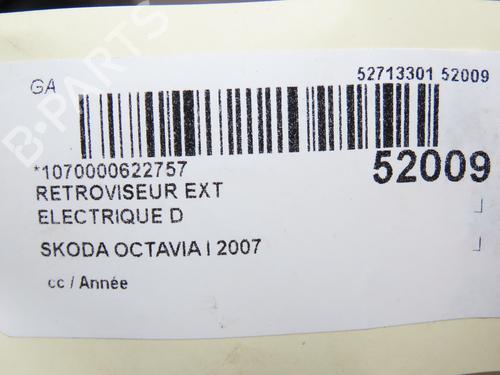 GA
52713301 52009
*1070000622757
52009
RETROVISEUR EXT
ELECTRIQUE D
SKODA OCTAVIA I 2007
cc / Année
B-PARTS